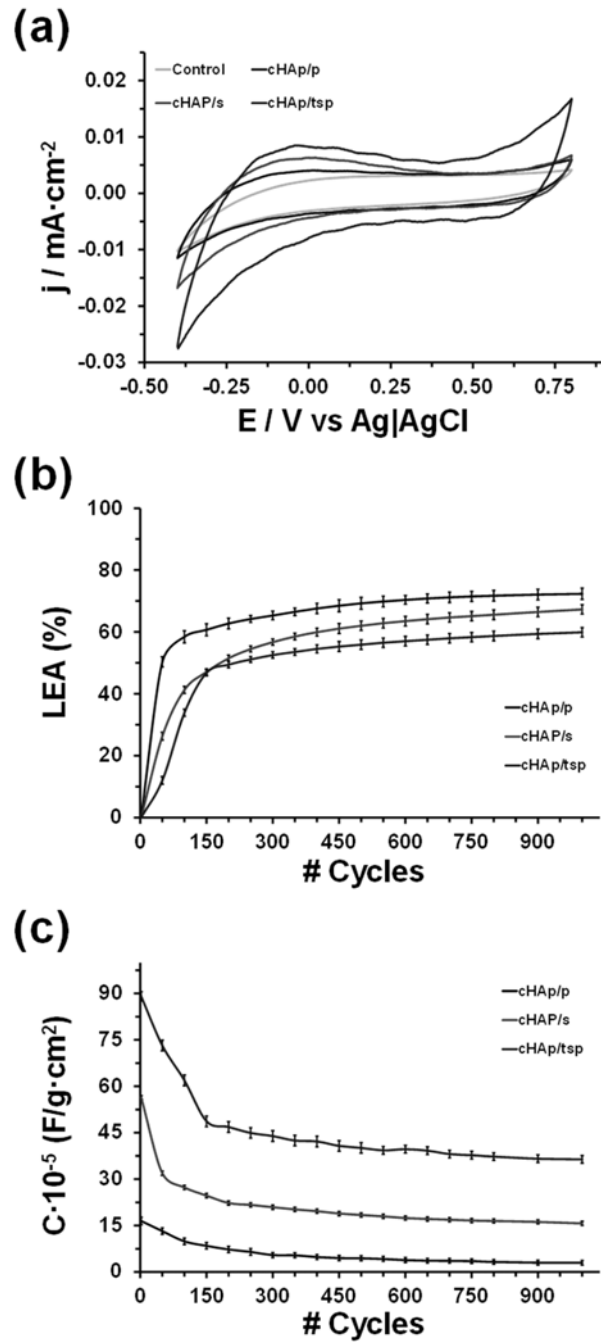 (a)
Control cHAp/p
cHAP/s cHAp/tsp
0.02
0.01
0.00
-0.01
-0.02
-0.03
j / mA·cm-2
-0.50 -0.25 0.00 0.25 0.50 0.75
E / V vs Ag|AgCl
(b)
100
80
60
40
20
0
LEA (%)
cHAp/p
cHAP/s
cHAp/tsp
0 150 300 450 600 750 900
# Cycles
(c)
90
75
60
45
30
15
0
C·10-5 (F/g·cm2)
cHAp/p
cHAP/s
cHAp/tsp
0 150 300 450 600 750 900
# Cycles